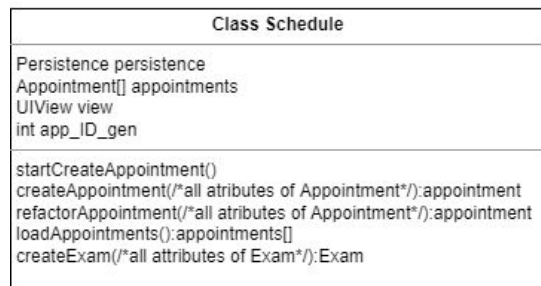 Class Schedule
Persistence persistence
Appointment[] appointments
UIView view
int app_ID_gen
startCreateAppointment()
createAppointment(/*all atributes of Appointment*/):appointment
refactorAppointment(/*all atributes of Appointment*/):appointment
loadAppointments():appointments[]
createExam(/*all attributes of Exam*/):Exam